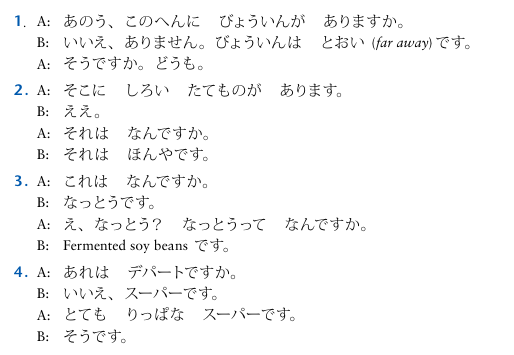 1. A: あのう、このへんに びょういんが ありますか。
B: いいえ、ありません。びょういんは とおい (far away) です。
A: そうですか。どうも。
2. A: そこに しろい たてものが あります。
B: ええ。
A: それは なんですか。
B: それは ほんやです。
3. A: これは なんですか。
B: なっとうです。
A: え、なっとう? なっとうって なんですか。
B: Fermented soy beans です。
4. A: あれは デパートですか。
B: いいえ、スーパーです。
A: とても りっぱな スーパーです。
B: そうです。